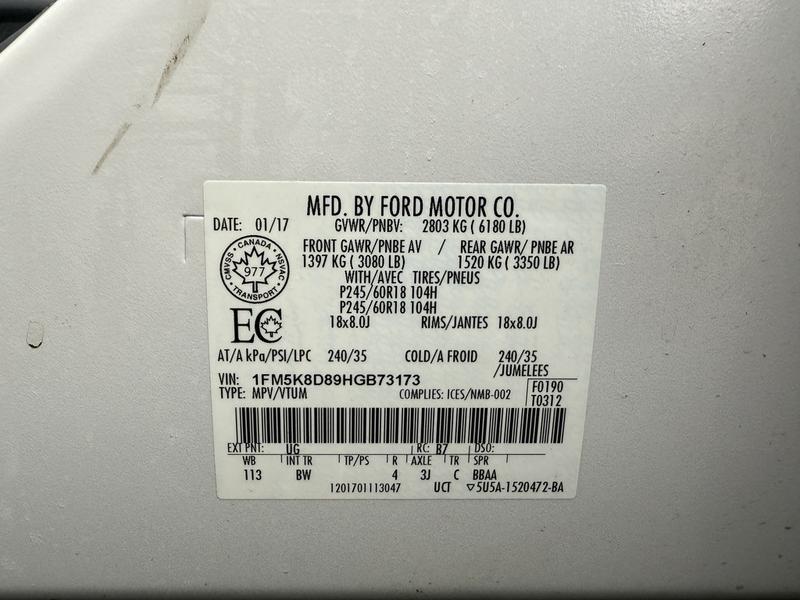 MFD. BY FORD MOTOR CO.
DATE: 01/17 GVWR/PNBV: 2803 KG ( 6180 LB)
FRONT GAWR/PNBE AV / REAR GAWR/ PNBE AR
1397 KG ( 3080 LB) 1520 KG ( 3350 LB)
WITH/AVEC TIRES/PNEUS
P245/60R18 104H
P245/60R18 104H
18x8.0J RIMS/JANTES 18x8.0J
CMVSS • CANADA • NSVAC • TRANSPORT •
977
EC
AT/A kPa/PSI/LPC 240/35 COLD/A FROID 240/35
/JUMELEES
VIN: 1FM5K8D89HGB73173
F0190
TYPE: MPV/VTUM COMPLIES: ICES/NMB-002
T0312
EXT PNT: UG RC: B7 DSO:
WB INT TR TP/PS R AXLE TR SPR
113 BW 4 3J C BBAA
1201701113047 UCT ▽5U5A-1520472-BA